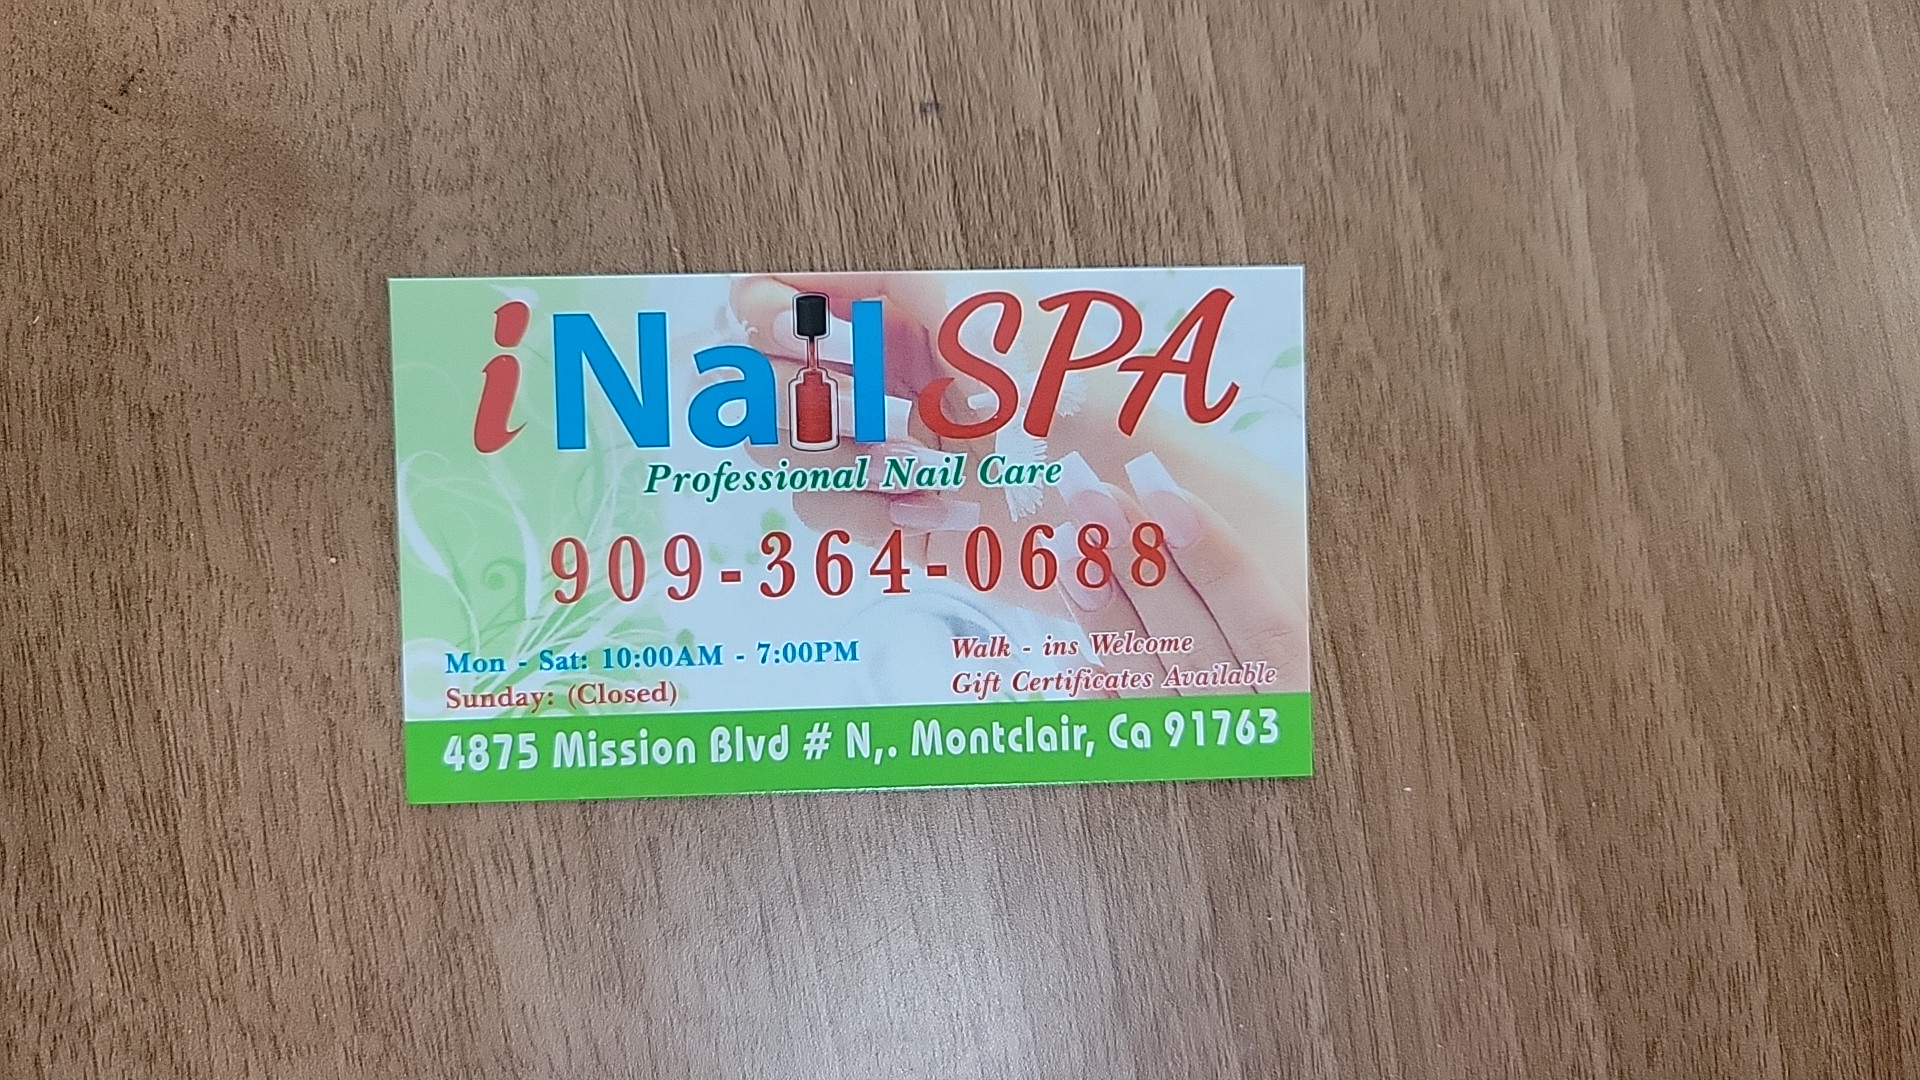 iNail SPA
Professional Nail Care
909-364-0688
Mon - Sat: 10:00AM - 7:00PM
Sunday: (Closed)
Walk - ins Welcome
Gift Certificates Available
4875 Mission Blvd # N,. Montclair, Ca 91763